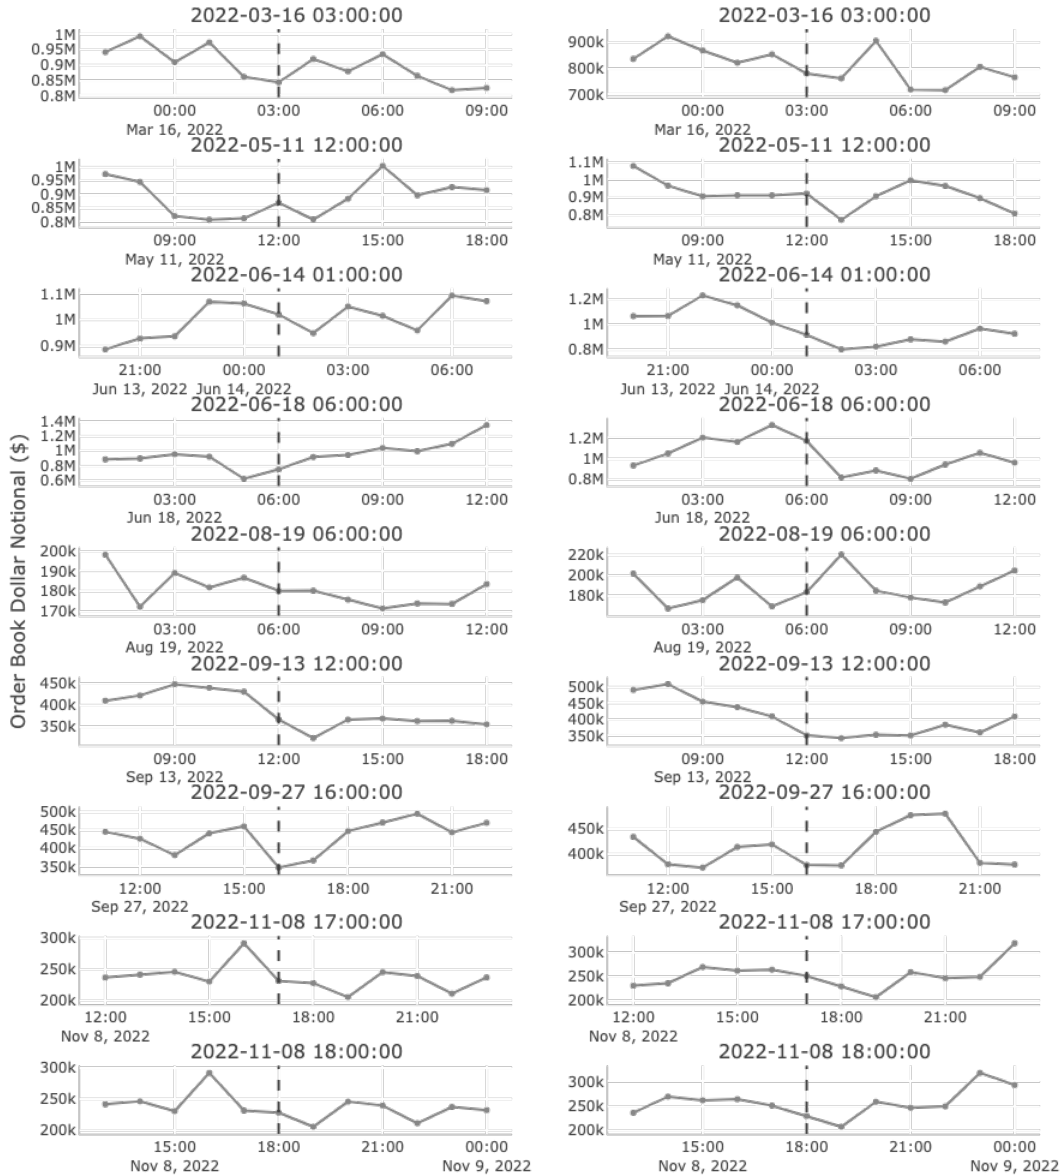 2022-03-16 03:00:00
1M
0.95M
0.9M
0.85M
0.8M
00:00 03:00 06:00 09:00
Mar 16, 2022
2022-03-16 03:00:00
900k
800k
700k
00:00 03:00 06:00 09:00
Mar 16, 2022
2022-05-11 12:00:00
1M
0.95M
0.9M
0.85M
0.8M
09:00 12:00 15:00 18:00
May 11, 2022
2022-05-11 12:00:00
1.1M
1M
0.9M
0.8M
09:00 12:00 15:00 18:00
May 11, 2022
2022-06-14 01:00:00
1.1M
1M
0.9M
21:00 00:00 03:00 06:00
Jun 13, 2022 Jun 14, 2022
2022-06-14 01:00:00
1.2M
1M
0.8M
21:00 00:00 03:00 06:00
Jun 13, 2022 Jun 14, 2022
Order Book Dollar Notional ($)
2022-06-18 06:00:00
1.4M
1.2M
1M
0.8M
0.6M
03:00 06:00 09:00 12:00
Jun 18, 2022
2022-06-18 06:00:00
1.2M
1M
0.8M
03:00 06:00 09:00 12:00
Jun 18, 2022
2022-08-19 06:00:00
200k
190k
180k
170k
03:00 06:00 09:00 12:00
Aug 19, 2022
2022-08-19 06:00:00
220k
200k
180k
03:00 06:00 09:00 12:00
Aug 19, 2022
2022-09-13 12:00:00
450k
400k
350k
09:00 12:00 15:00 18:00
Sep 13, 2022
2022-09-13 12:00:00
500k
450k
400k
350k
09:00 12:00 15:00 18:00
Sep 13, 2022
2022-09-27 16:00:00
500k
450k
400k
350k
12:00 15:00 18:00 21:00
Sep 27, 2022
2022-09-27 16:00:00
450k
400k
12:00 15:00 18:00 21:00
Sep 27, 2022
2022-11-08 17:00:00
300k
250k
200k
12:00 15:00 18:00 21:00
Nov 8, 2022
2022-11-08 17:00:00
300k
250k
200k
12:00 15:00 18:00 21:00
Nov 8, 2022
2022-11-08 18:00:00
300k
250k
200k
15:00 18:00 21:00 00:00
Nov 8, 2022 Nov 9, 2022
2022-11-08 18:00:00
300k
250k
200k
15:00 18:00 21:00 00:00
Nov 8, 2022 Nov 9, 2022